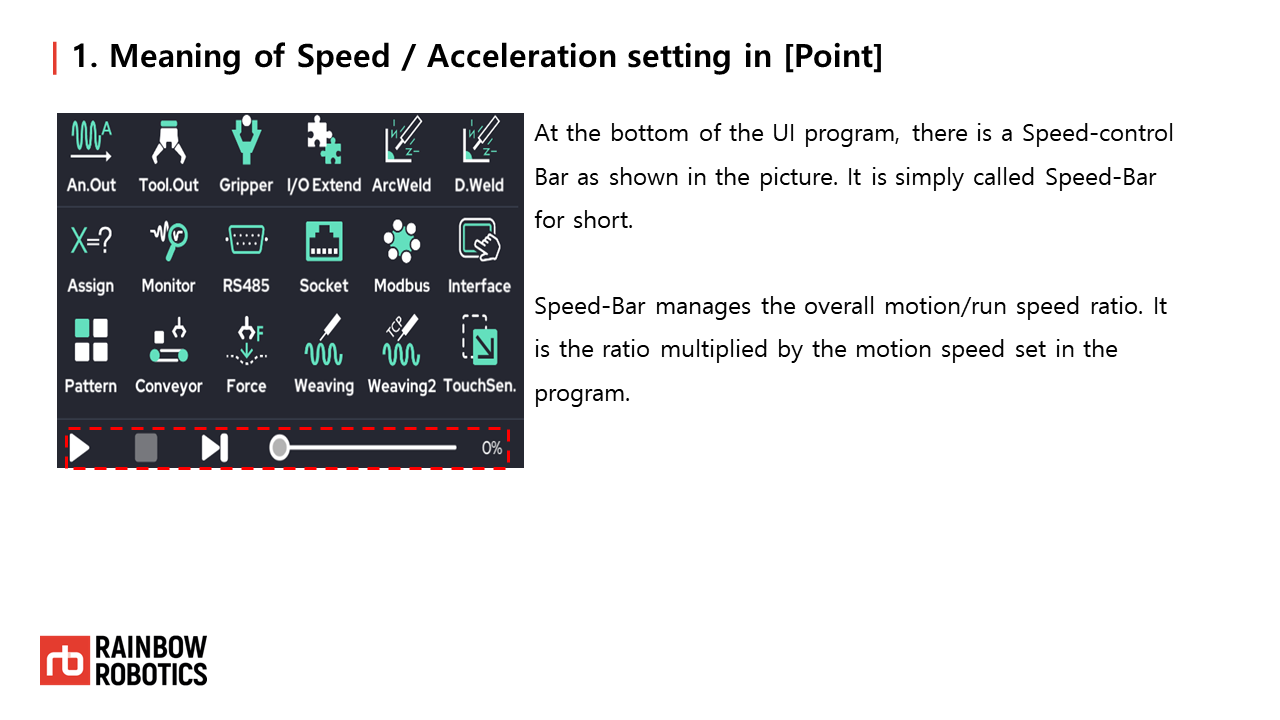 1. Meaning of Speed / Acceleration setting in [Point]
A
An.Out Tool.Out Gripper I/O Extend ArcWeld D.Weld
X=?
Assign Monitor RS485 Socket Modbus Interface
F
TCP
Pattern Conveyor Force Weaving Weaving2 TouchSen.
0%
At the bottom of the UI program, there is a Speed-control
Bar as shown in the picture. It is simply called Speed-Bar
for short.
Speed-Bar manages the overall motion/run speed ratio. It
is the ratio multiplied by the motion speed set in the
program.
rb
RAINBOW
ROBOTICS